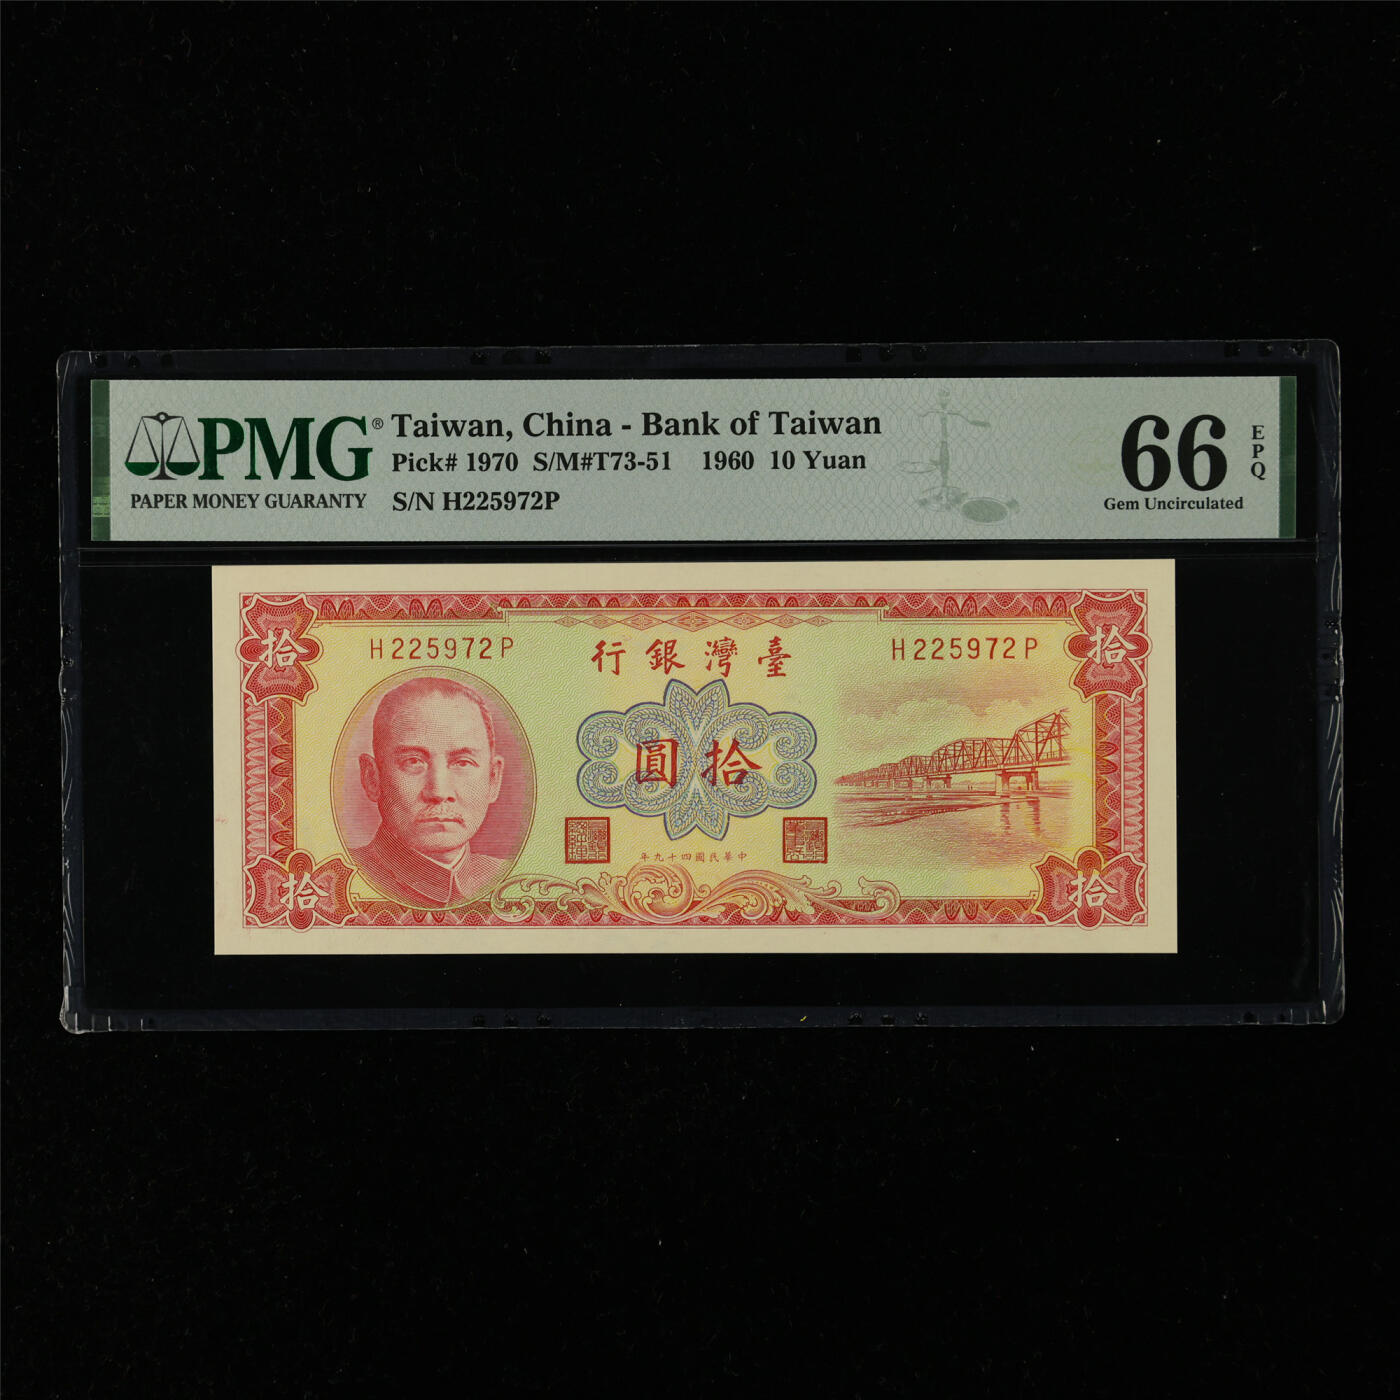 PMG® Taiwan, China - Bank of Taiwan
Pick# 1970 S/M#T73-51 1960 10 Yuan
PAPER MONEY GUARANTY S/N H225972P
66 EPQ
Gem Uncirculated
拾 拾
H225972P 行銀灣臺 H225972P
圓拾
年九十四國民華中
拾 拾